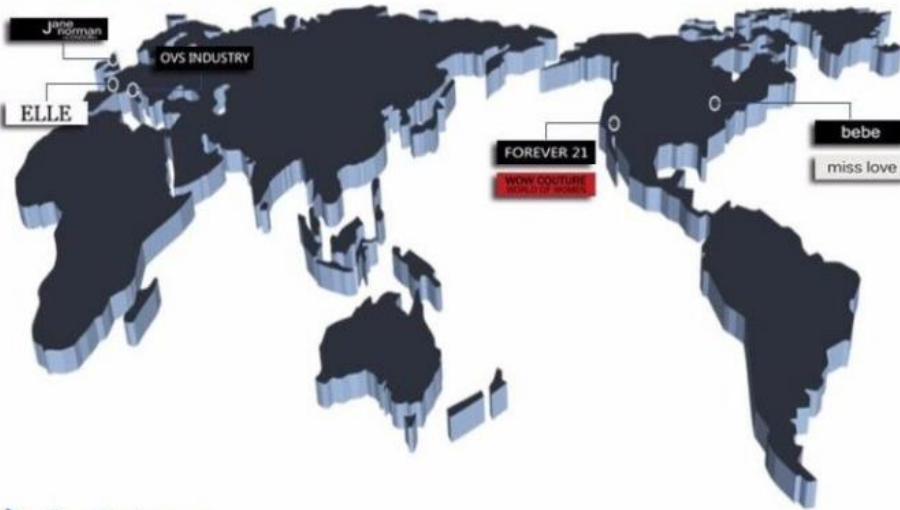 jane
norman
OVS INDUSTRY
ELLE
FOREVER 21
WOW COUTURE
WORLD OF WOMEN
bebe
miss love